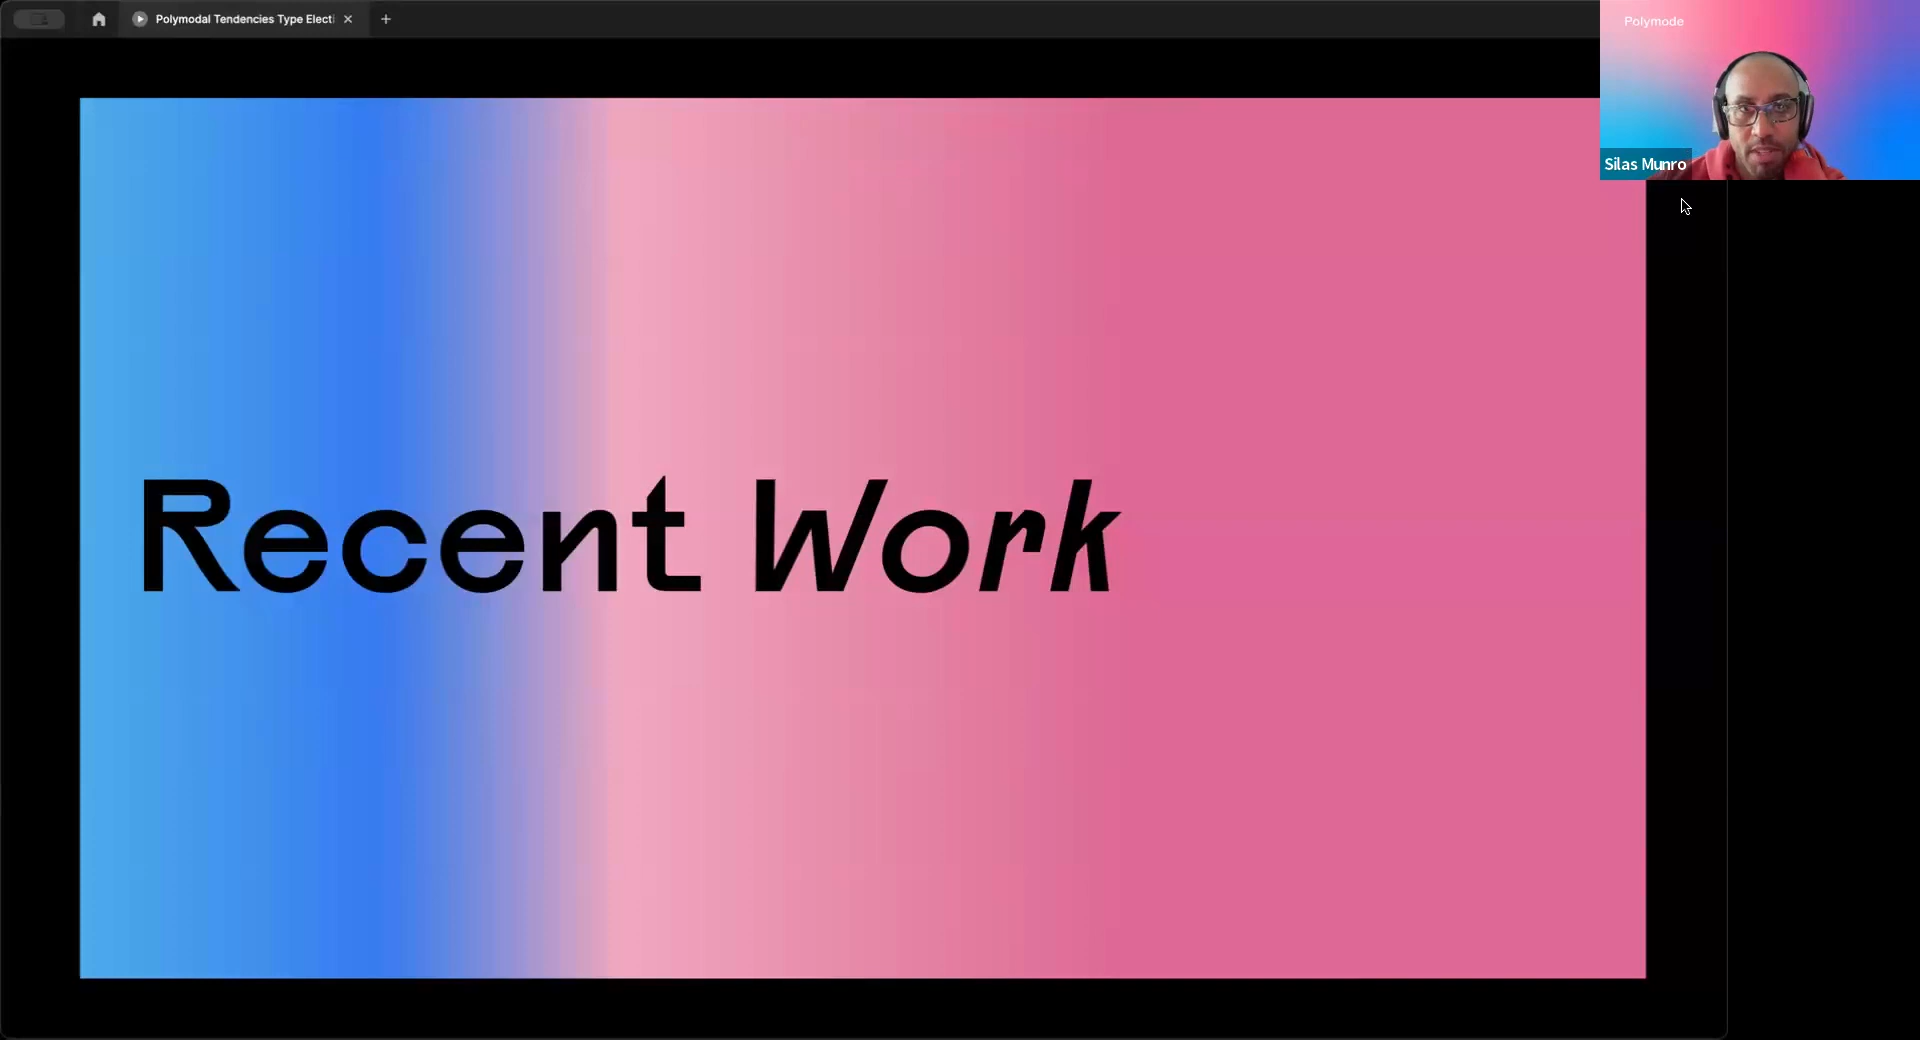 Polymodal Tendencies Type Electi
Polymode
Silas Munro
Recent Work